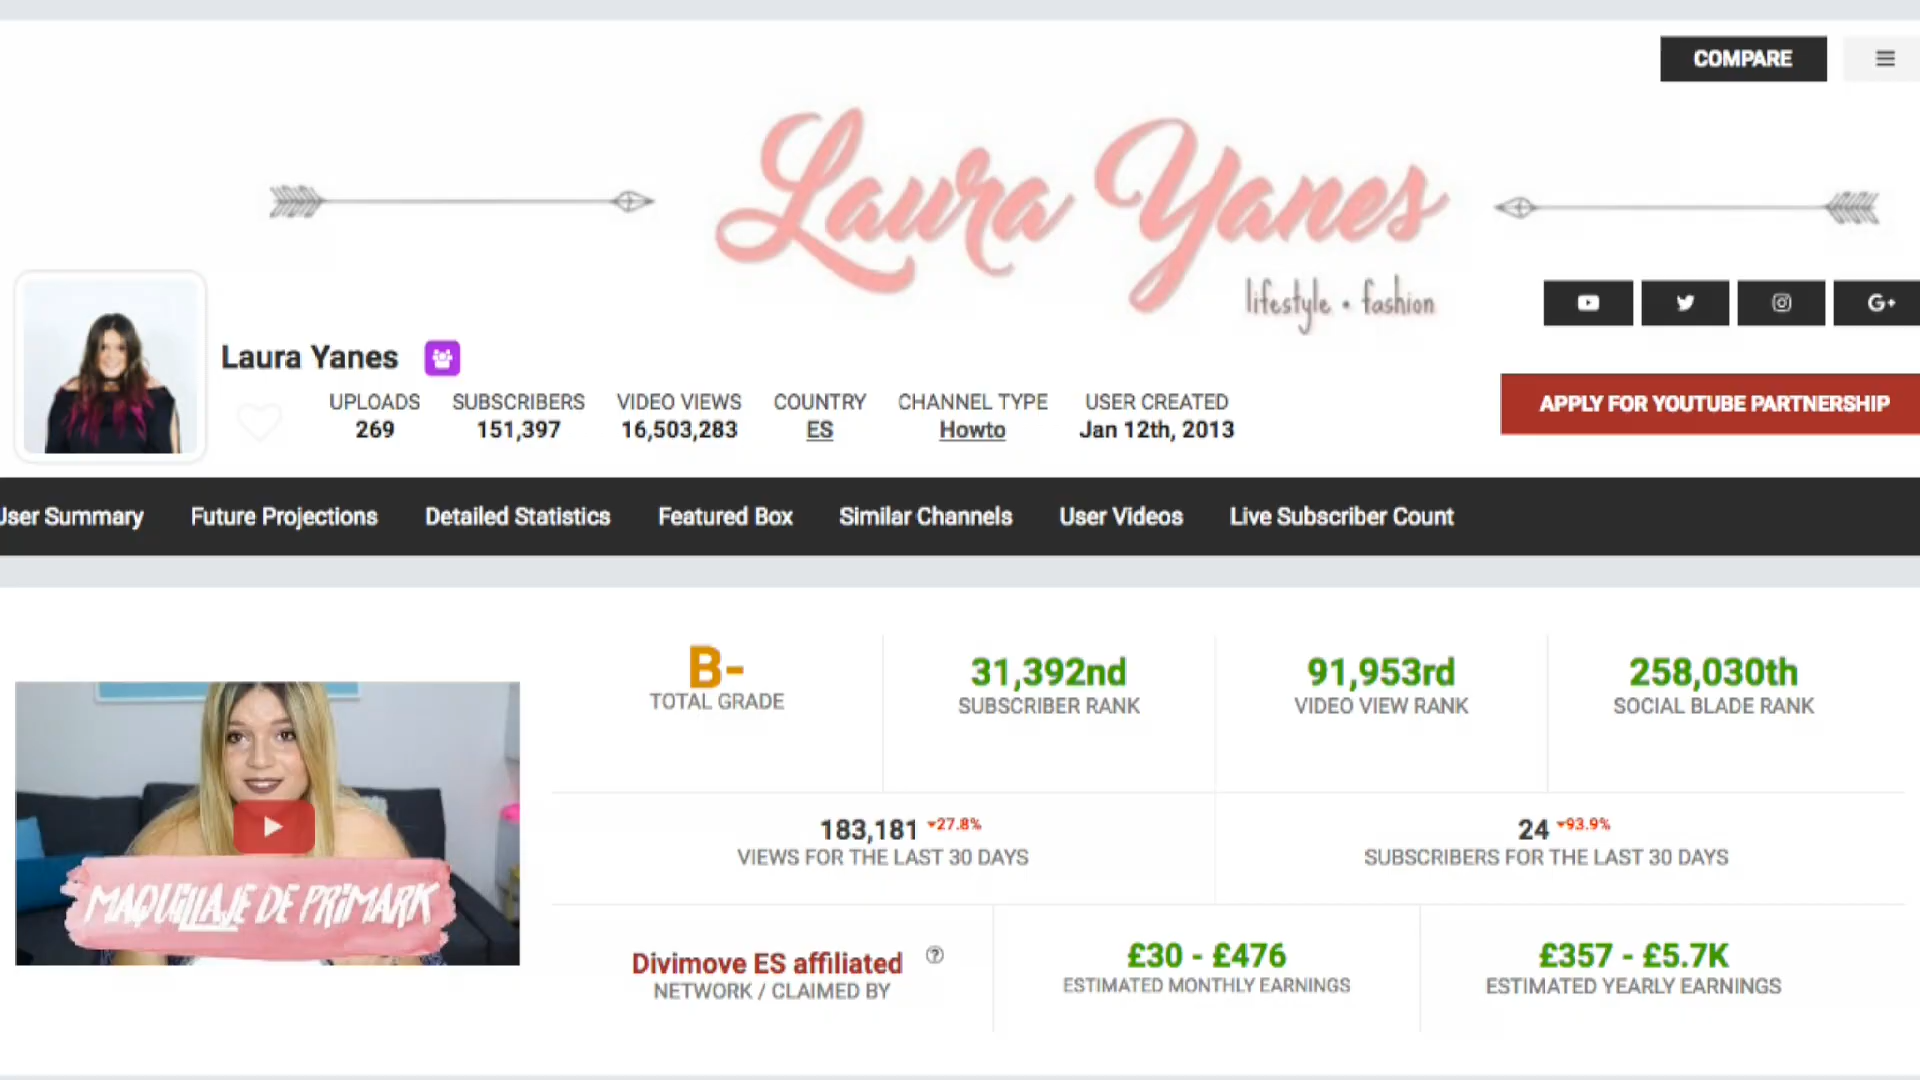 COMPARE
Laura Yanes
lifestyle • fashion
G+
Laura Yanes
UPLOADS
269
SUBSCRIBERS
151,397
VIDEO VIEWS
16,503,283
COUNTRY
ES
CHANNEL TYPE
Howto
USER CREATED
Jan 12th, 2013
APPLY FOR YOUTUBE PARTNERSHIP
User Summary
Future Projections
Detailed Statistics
Featured Box
Similar Channels
User Videos
Live Subscriber Count
B-
TOTAL GRADE
31,392nd
SUBSCRIBER RANK
91,953rd
VIDEO VIEW RANK
258,030th
SOCIAL BLADE RANK
183,181 27.8%
VIEWS FOR THE LAST 30 DAYS
24 93.9%
SUBSCRIBERS FOR THE LAST 30 DAYS
MAQUILLAJE DE PRIMARK
Divimove ES affiliated ?
NETWORK / CLAIMED BY
£30 - £476
ESTIMATED MONTHLY EARNINGS
£357 - £5.7K
ESTIMATED YEARLY EARNINGS